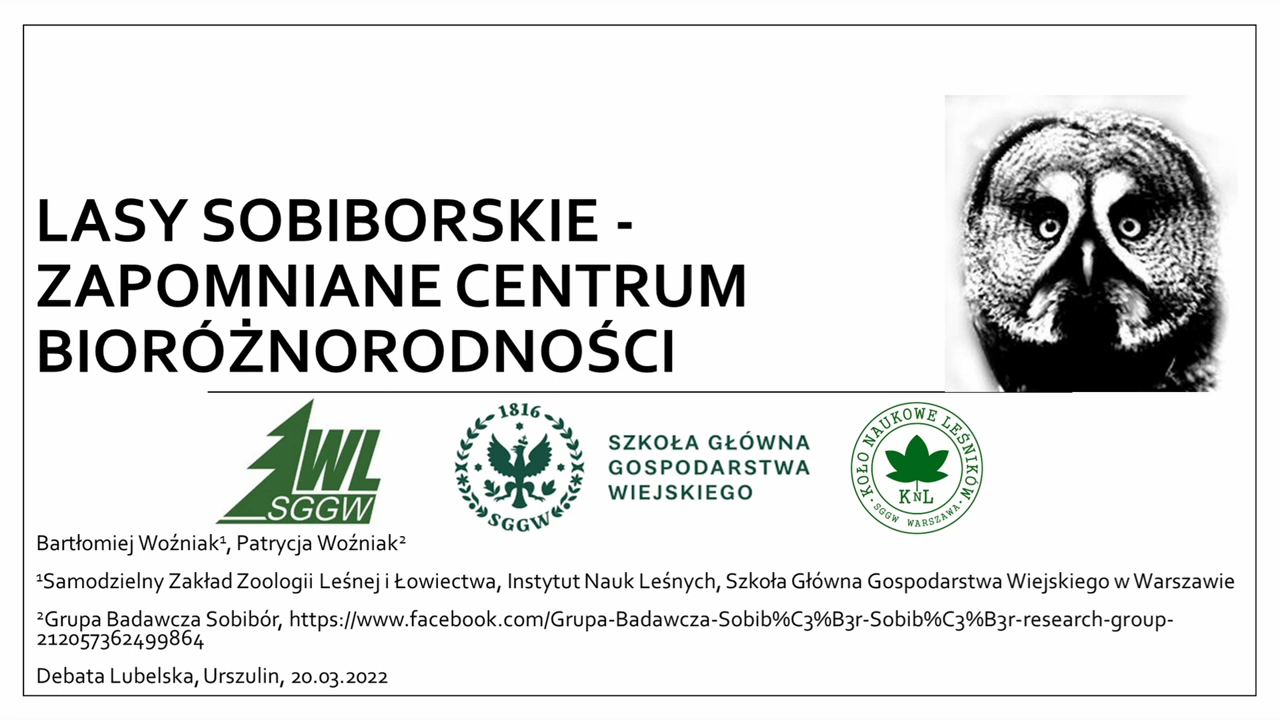 LASY SOBIBORSKIE -
ZAPOMNIANE CENTRUM
BIORÓŻNORODNOŚCI
WL
SGGW
1816
SGGW
SZKOŁA GŁÓWNA
GOSPODARSTWA
WIEJSKIEGO
KOŁO NAUKOWE LEŚNIKÓW
KNL
SGGW WARSZAWA
Bartłomiej Woźniak¹, Patrycja Woźniak²
¹Samodzielny Zakład Zoologii Leśnej i Łowiectwa, Instytut Nauk Leśnych, Szkoła Główna Gospodarstwa Wiejskiego w Warszawie
²Grupa Badawcza Sobibór, https://www.facebook.com/Grupa-Badawcza-Sobib%C3%B3r-Sobib%C3%B3r-research-group-
212057362499864
Debata Lubelska, Urszulin, 20.03.2022